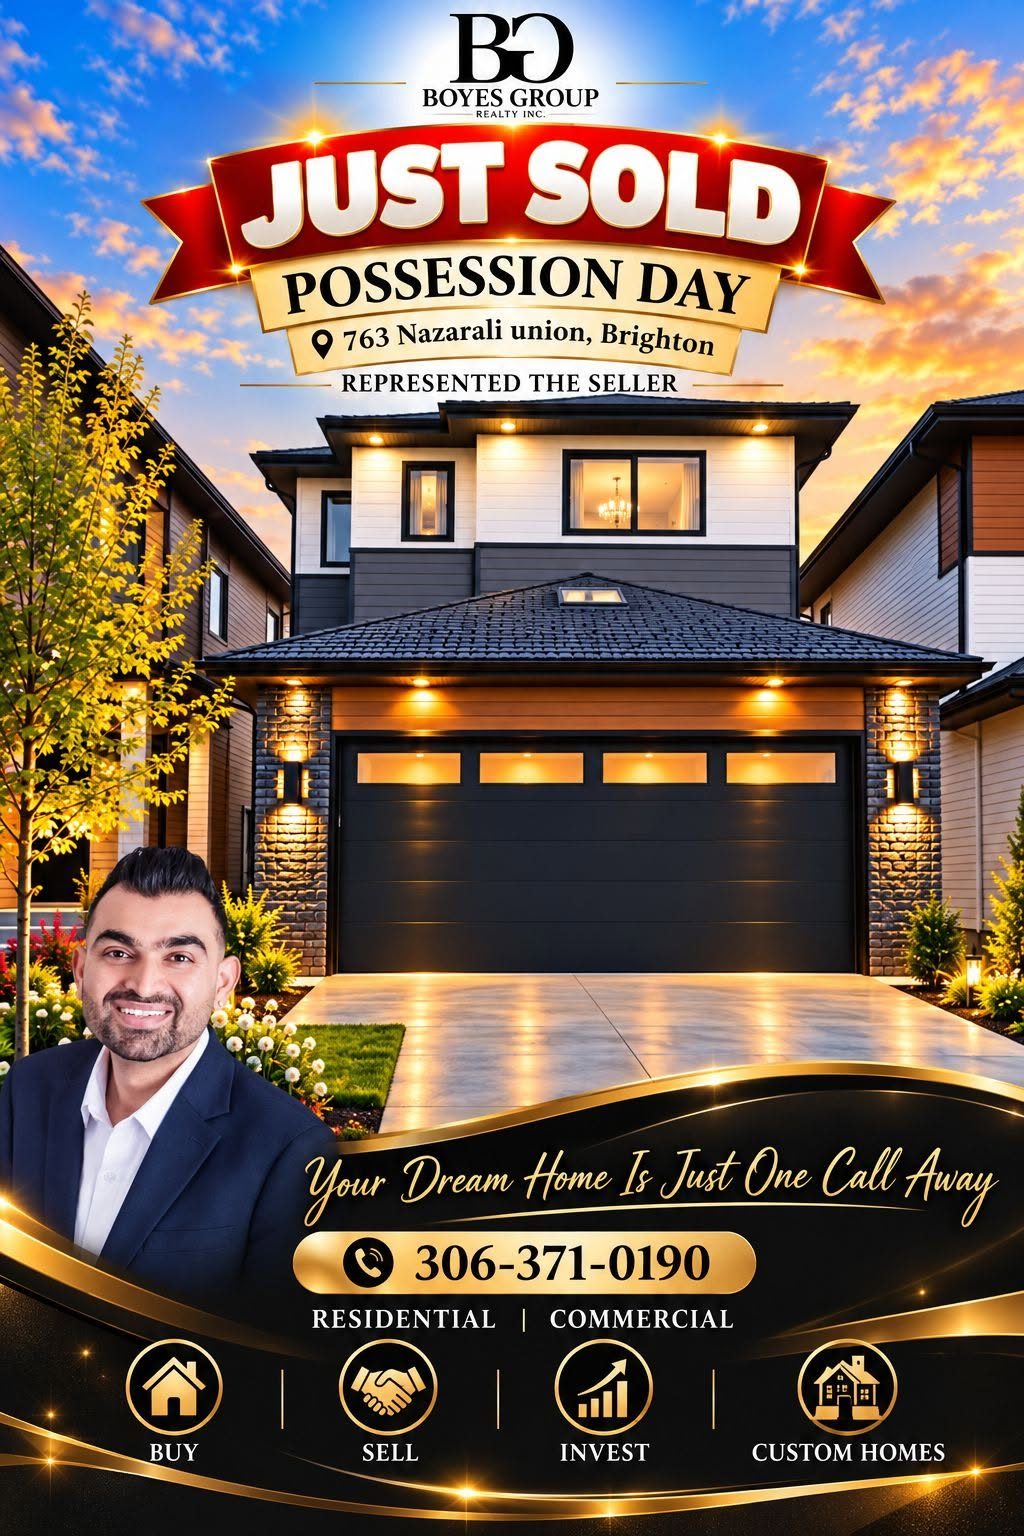 BG
BOYES GROUP
REALTY INC.
JUST SOLD
POSSESSION DAY
763 Nazarali union, Brighton
REPRESENTED THE SELLER
Your Dream Home Is Just One Call Away
306-371-0190
RESIDENTIAL | COMMERCIAL
BUY
SELL
INVEST
CUSTOM HOMES